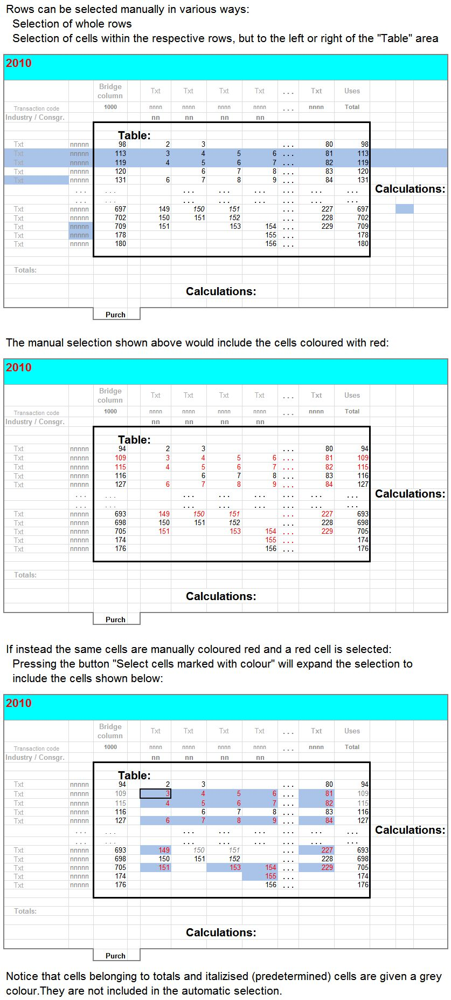 Rows can be selected manually in various ways:
Selection of whole rows
Selection of cells within the respective rows, but to the left or right of the "Table" area
2010
Bridge column Txt Txt Txt Txt ... Txt Uses
Transaction code 1000 nnnn nnnn nnnn nnnn ... nnnn Total
Industry / Consgr. nn nn nn nn
Table:
Txt nnnnn 98 2 3 ... 80 98
Txt nnnnn 113 3 4 5 6 ... 81 113
Txt nnnnn 119 4 5 6 7 ... 82 119
Txt nnnnn 120 6 7 8 ... 83 120
Txt nnnnn 131 6 7 8 9 ... 84 131
... ... ... ... ... ... ... ...
Calculations:
... ... ... ... ... ... ... ...
Txt nnnnn 697 149 150 151 ... 227 697
Txt nnnnn 702 150 151 152 ... 228 702
Txt nnnnn 709 151 153 154 ... 229 709
Txt nnnnn 178 155 ... 178
Txt nnnnn 180 156 ... 180
Totals:
Calculations:
Purch
The manual selection shown above would include the cells coloured with red:
2010
Bridge column Txt Txt Txt Txt ... Txt Uses
Transaction code 1000 nnnn nnnn nnnn nnnn ... nnnn Total
Industry / Consgr. nn nn nn nn
Table:
Txt nnnnn 94 2 3 ... 80 94
Txt nnnnn 109 3 4 5 6 ... 81 109
Txt nnnnn 115 4 5 6 7 ... 82 115
Txt nnnnn 116 6 7 8 ... 83 116
Txt nnnnn 127 6 7 8 9 ... 84 127
... ... ... ... ... ... ... ...
Calculations:
... ... ... ... ... ... ... ...
Txt nnnnn 693 149 150 151 ... 227 693
Txt nnnnn 698 150 151 152 ... 228 698
Txt nnnnn 705 151 153 154 ... 229 705
Txt nnnnn 174 155 ... 174
Txt nnnnn 176 156 ... 176
Totals:
Calculations:
Purch
If instead the same cells are manually coloured red and a red cell is selected:
Pressing the button "Select cells marked with colour" will expand the selection to
include the cells shown below:
2010
Bridge column Txt Txt Txt Txt ... Txt Uses
Transaction code 1000 nnnn nnnn nnnn nnnn ... nnnn Total
Industry / Consgr. nn nn nn nn
Table:
Txt nnnnn 94 2 3 ... 80 94
Txt nnnnn 109 3 4 5 6 ... 81 109
Txt nnnnn 115 4 5 6 7 ... 82 115
Txt nnnnn 116 6 7 8 ... 83 116
Txt nnnnn 127 6 7 8 9 ... 84 127
... ... ... ... ... ... ... ...
Calculations:
... ... ... ... ... ... ... ...
Txt nnnnn 693 149 150 151 ... 227 693
Txt nnnnn 698 150 151 152 ... 228 698
Txt nnnnn 705 151 153 154 ... 229 705
Txt nnnnn 174 155 ... 174
Txt nnnnn 176 156 ... 176
Totals:
Calculations:
Purch
Notice that cells belonging to totals and italizised (predetermined) cells are given a grey
colour.They are not included in the automatic selection.